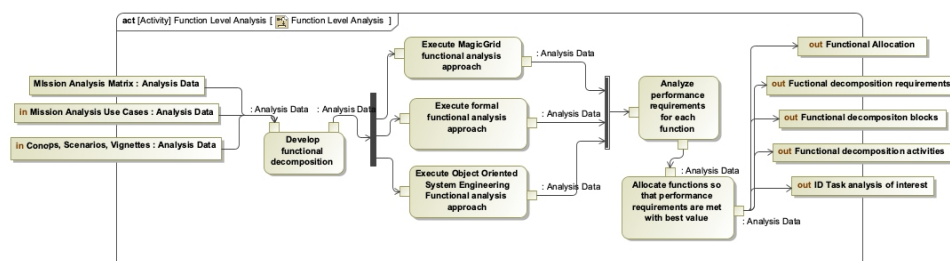 act [Activity] Function Level Analysis [ Function Level Analysis ]
MIssion Analysis Matrix : Analysis Data
in Mission Analysis Use Cases : Analysis Data
in Conops, Scenarios, Vignettes : Analysis Data
: Analysis Data
Develop
functional
decomposition
: Analysis Data
Execute MagicGrid
functional analysis
approach
: Analysis Data
Execute formal
functional analysis
approach
: Analysis Data
Execute Object Oriented
System Engineering
Functional analysis
approach
: Analysis Data
Analyze
performance
requirements
for each
function
: Analysis Data
Allocate functions so
that performance
requirements are met
with best value
: Analysis Data
out Functional Allocation
out Fuctional decomposition requirements
out Functional decompositon blocks
out Functional decomposition activities
out ID Task analysis of interest